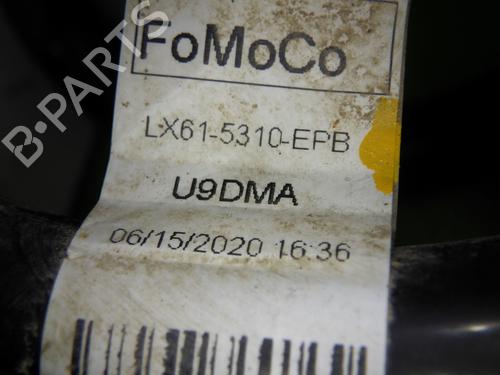 FoMoCo
LX61-5310-EPB
U9DMA
06/15/2020 16:36
B-PARTS